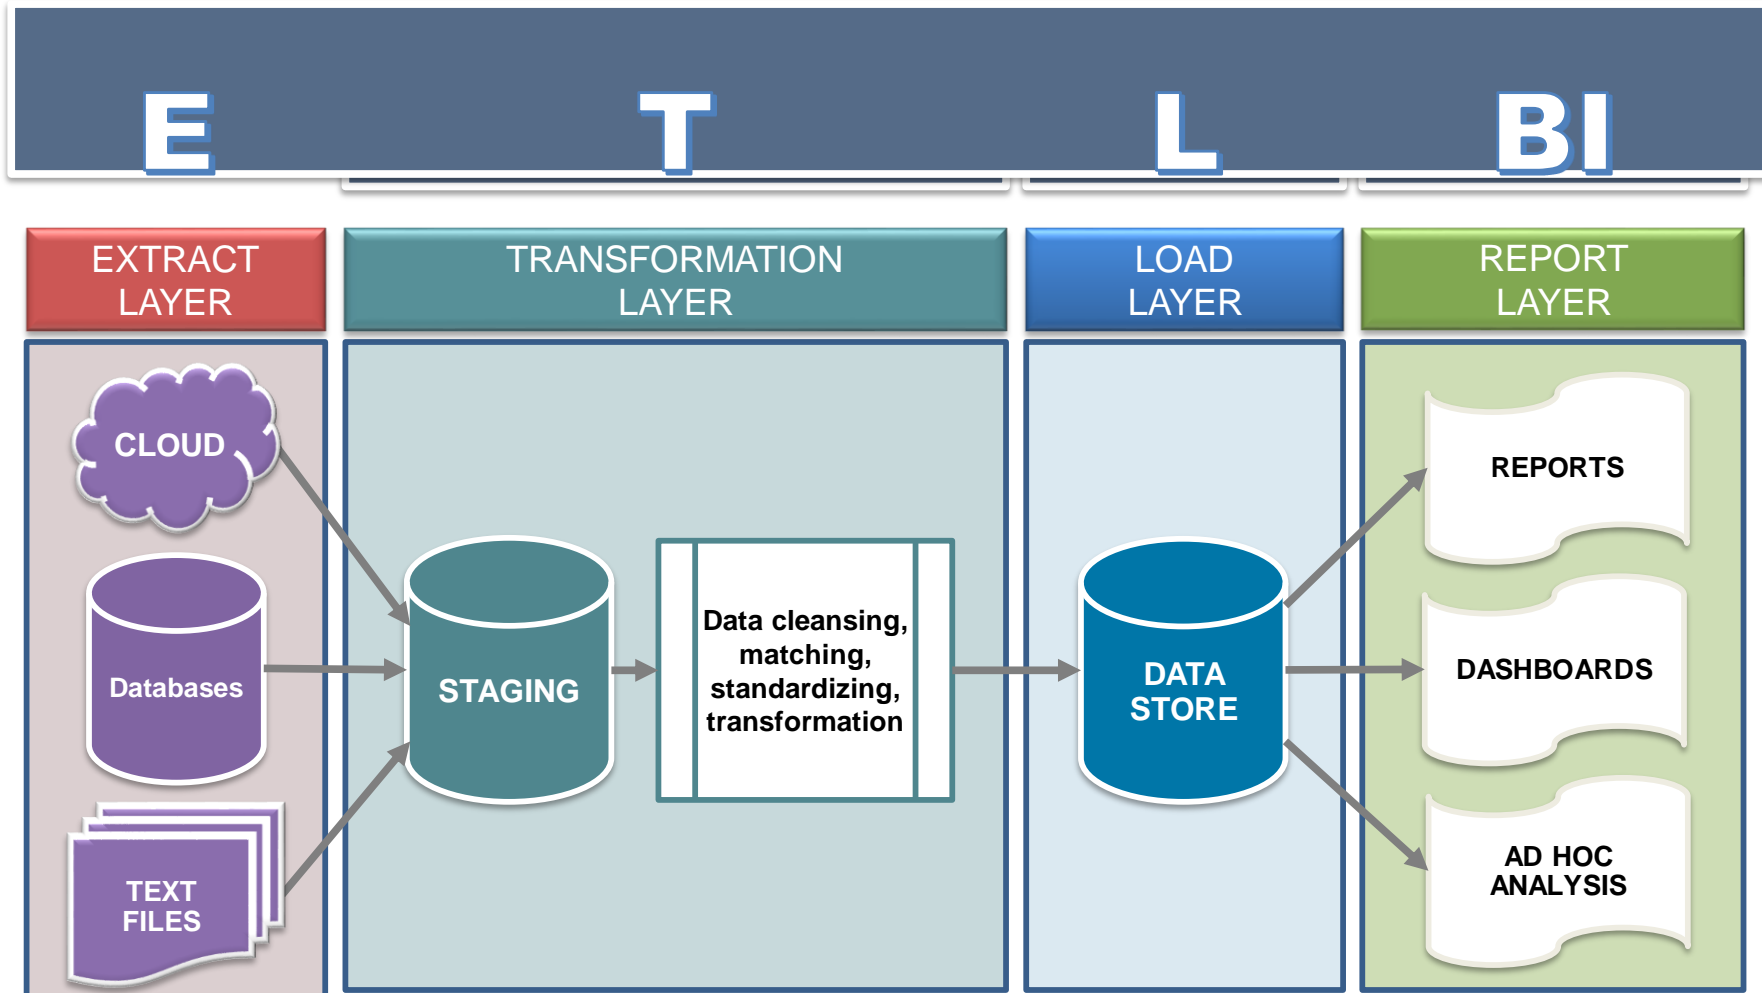 E T L BI
EXTRACT
LAYER
TRANSFORMATION
LAYER
LOAD
LAYER
REPORT
LAYER
CLOUD
Databases
TEXT
FILES
STAGING
Data cleansing,
matching,
standardizing,
transformation
DATA
STORE
REPORTS
DASHBOARDS
AD HOC
ANALYSIS